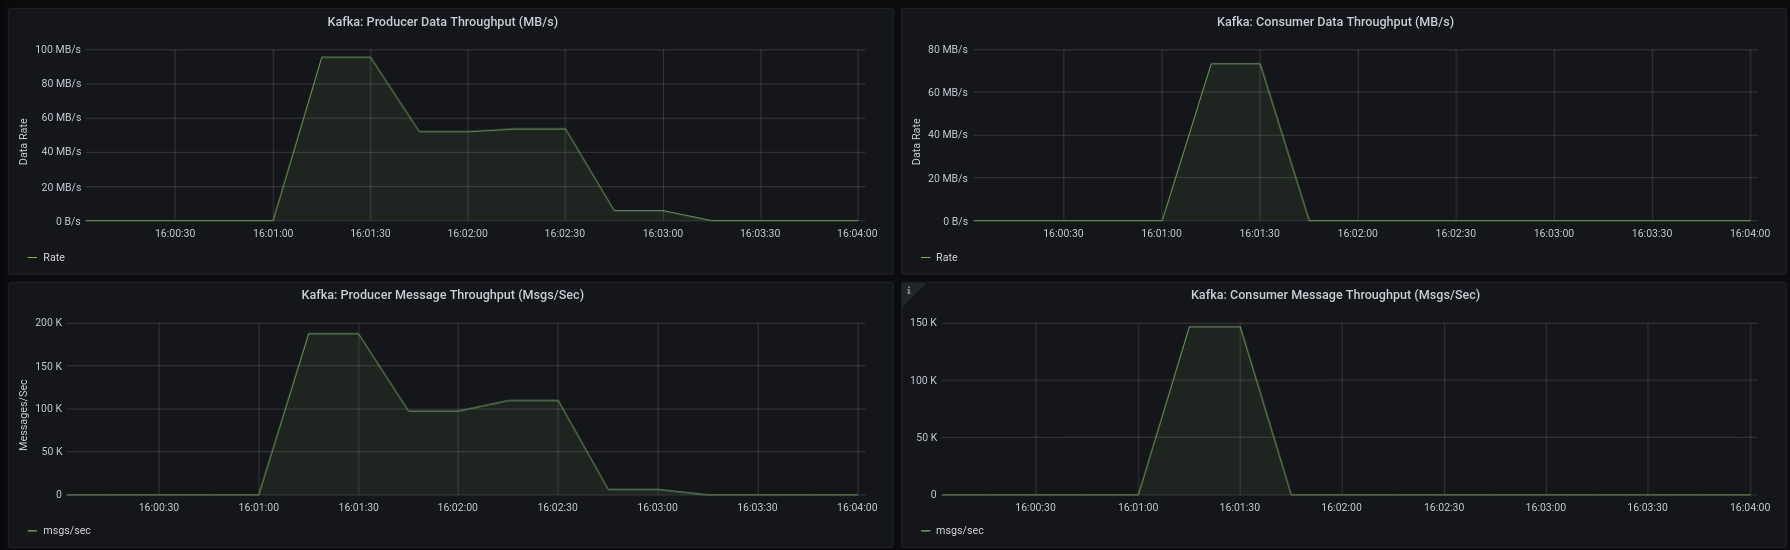 Kafka: Producer Data Throughput (MB/s)
100 MB/s
80 MB/s
60 MB/s
40 MB/s
20 MB/s
0 B/s
Data Rate
16:00:30 16:01:00 16:01:30 16:02:00 16:02:30 16:03:00 16:03:30 16:04:00
Rate
Kafka: Consumer Data Throughput (MB/s)
80 MB/s
60 MB/s
40 MB/s
20 MB/s
0 B/s
Data Rate
16:00:30 16:01:00 16:01:30 16:02:00 16:02:30 16:03:00 16:03:30 16:04:00
Rate
Kafka: Producer Message Throughput (Msgs/Sec)
200 K
150 K
100 K
50 K
0
Messages/Sec
16:00:30 16:01:00 16:01:30 16:02:00 16:02:30 16:03:00 16:03:30 16:04:00
msgs/sec
i
Kafka: Consumer Message Throughput (Msgs/Sec)
150 K
100 K
50 K
0
16:00:30 16:01:00 16:01:30 16:02:00 16:02:30 16:03:00 16:03:30 16:04:00
msgs/sec